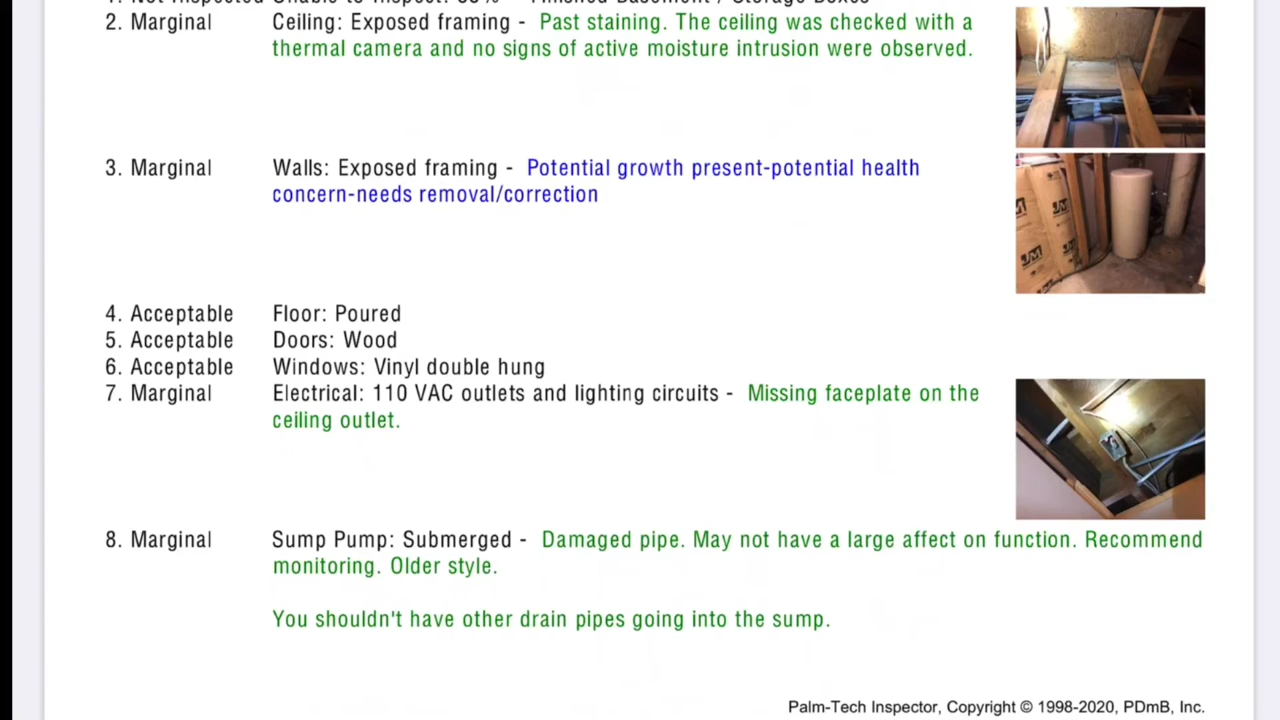 2. Marginal Ceiling: Exposed framing - Past staining. The ceiling was checked with a
thermal camera and no signs of active moisture intrusion were observed.
3. Marginal Walls: Exposed framing - Potential growth present-potential health
concern-needs removal/correction
4. Acceptable Floor: Poured
5. Acceptable Doors: Wood
6. Acceptable Windows: Vinyl double hung
7. Marginal Electrical: 110 VAC outlets and lighting circuits - Missing faceplate on the
ceiling outlet.
8. Marginal Sump Pump: Submerged - Damaged pipe. May not have a large affect on function. Recommend
monitoring. Older style.
You shouldn't have other drain pipes going into the sump.
Palm-Tech Inspector, Copyright © 1998-2020, PDmB, Inc.